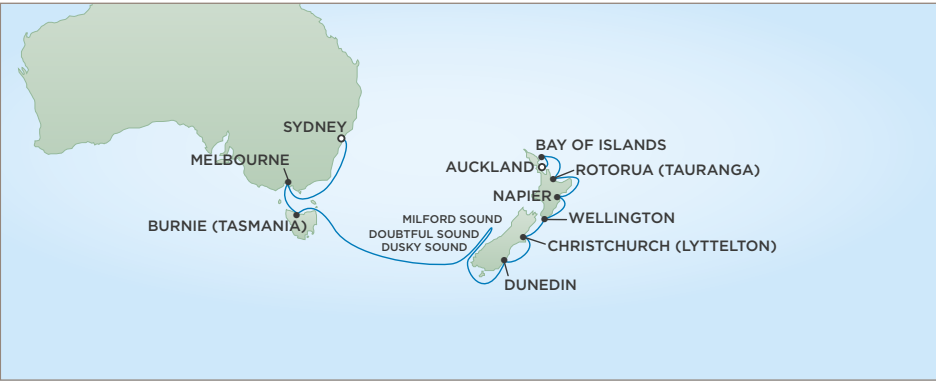 SYDNEY
MELBOURNE
BURNIE (TASMANIA)
BAY OF ISLANDS
AUCKLAND
ROTORUA (TAURANGA)
NAPIER
WELLINGTON
MILFORD SOUND
DOUBTFUL SOUND
DUSKY SOUND
CHRISTCHURCH (LYTTELTON)
DUNEDIN